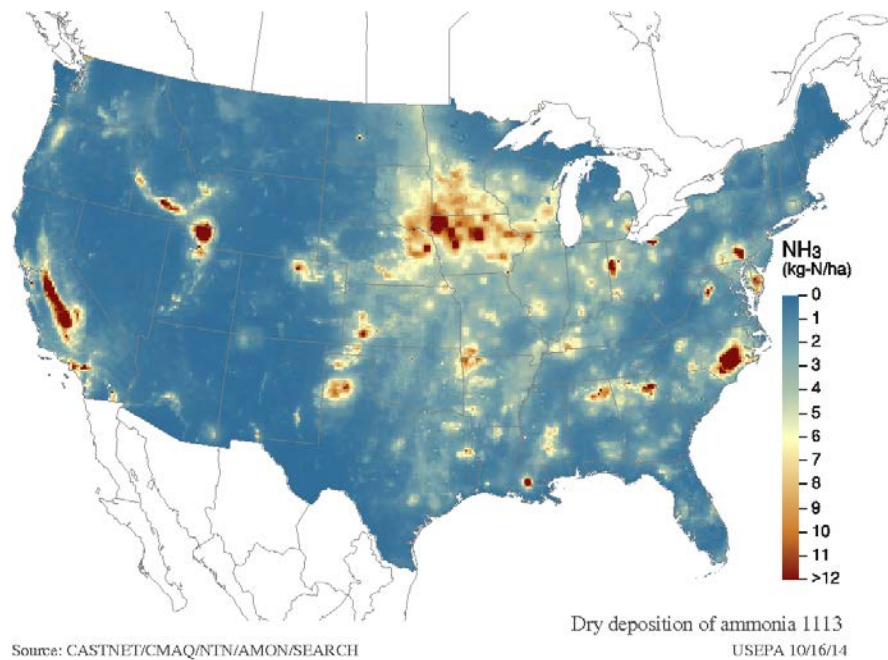 NH₃
(kg-N/ha)
0
1
2
3
4
5
6
7
8
9
10
11
>12
Dry deposition of ammonia 1113
Source: CASTNET/CMAQ/NTN/AMON/SEARCH
USEPA 10/16/14